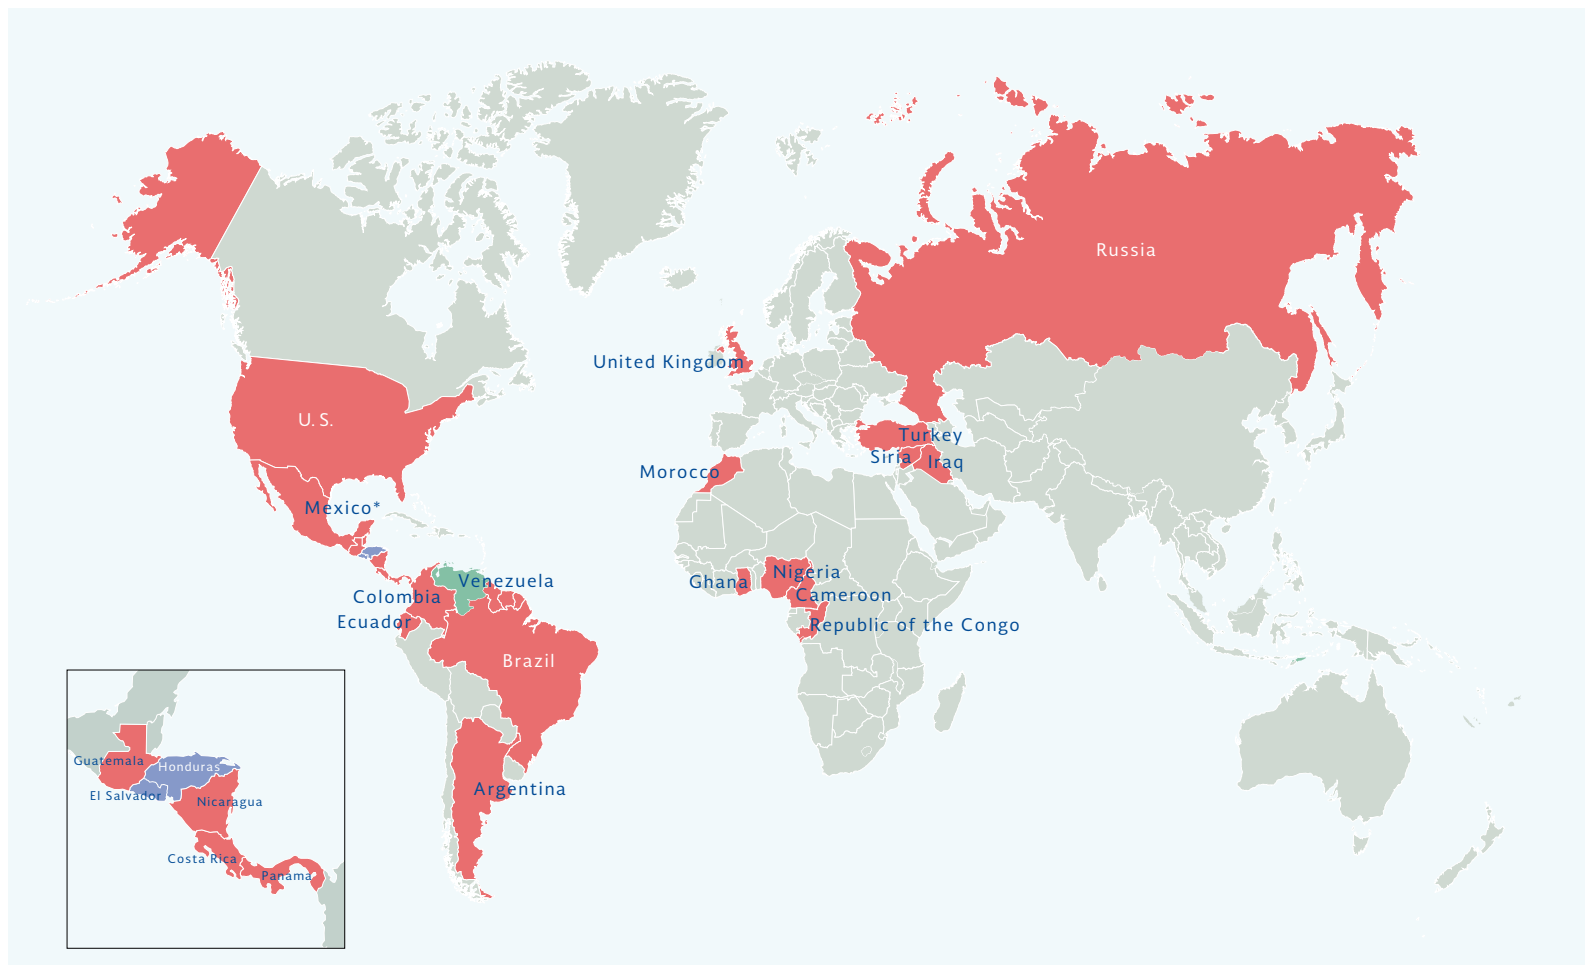 Russia
United Kingdom
U.S.
Turkey
Siria
Iraq
Morocco
Mexico*
Nigeria
Venezuela
Ghana
Cameroon
Colombia
Ecuador
Republic of the Congo
Brazil
Guatemala
Honduras
El Salvador
Nicaragua
Argentina
Costa Rica
Panama